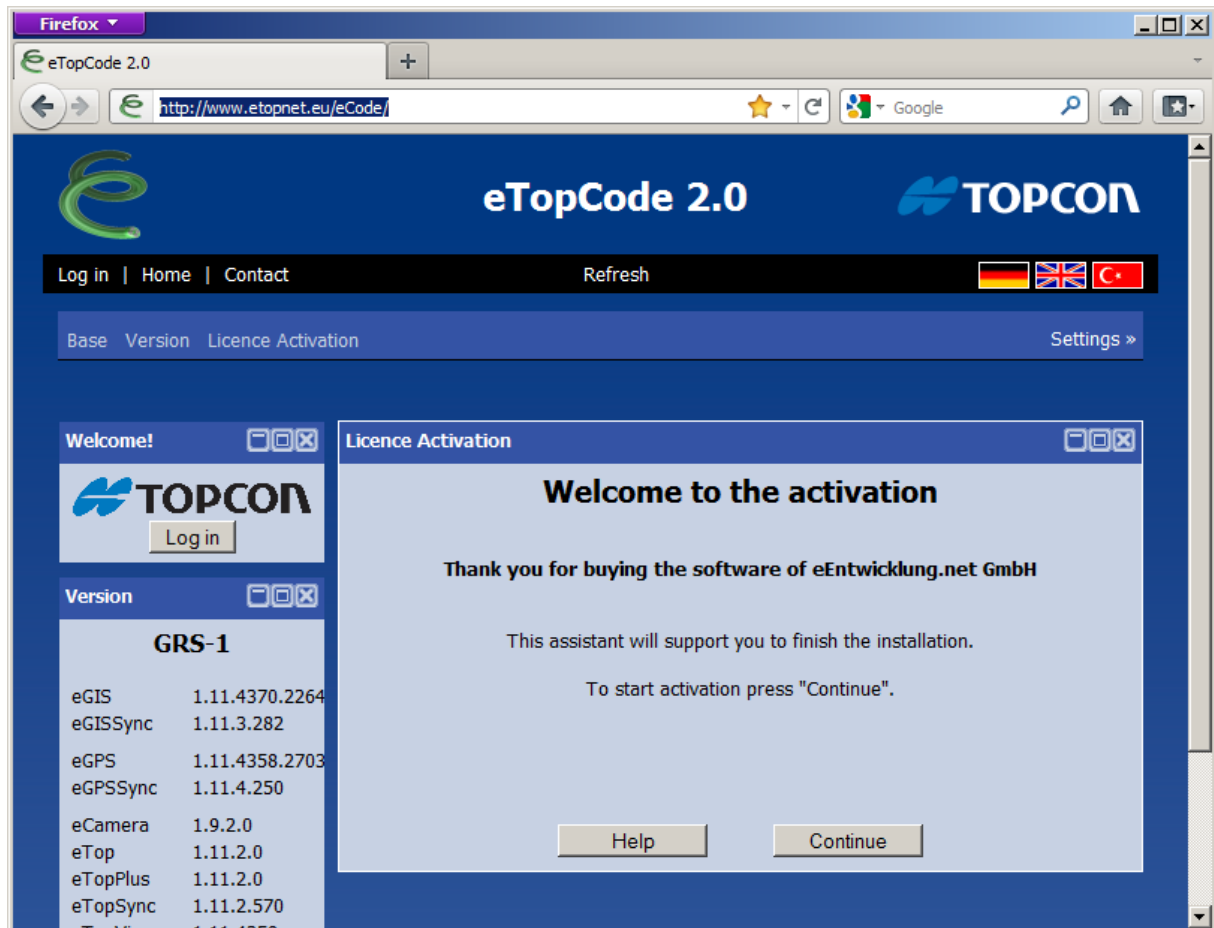 Firefox
eTopCode 2.0
http://www.etopnet.eu/eCode/
Google
eTopCode 2.0
TOPCON
Log in | Home | Contact
Refresh
Base Version Licence Activation
Settings »
Welcome!
TOPCON
Log in
Version
GRS-1
eGIS 1.11.4370.2264
eGISSync 1.11.3.282
eGPS 1.11.4358.2703
eGPSSync 1.11.4.250
eCamera 1.9.2.0
eTop 1.11.2.0
eTopPlus 1.11.2.0
eTopSync 1.11.2.570
Licence Activation
Welcome to the activation
Thank you for buying the software of eEntwicklung.net GmbH
This assistant will support you to finish the installation.
To start activation press "Continue".
Help
Continue